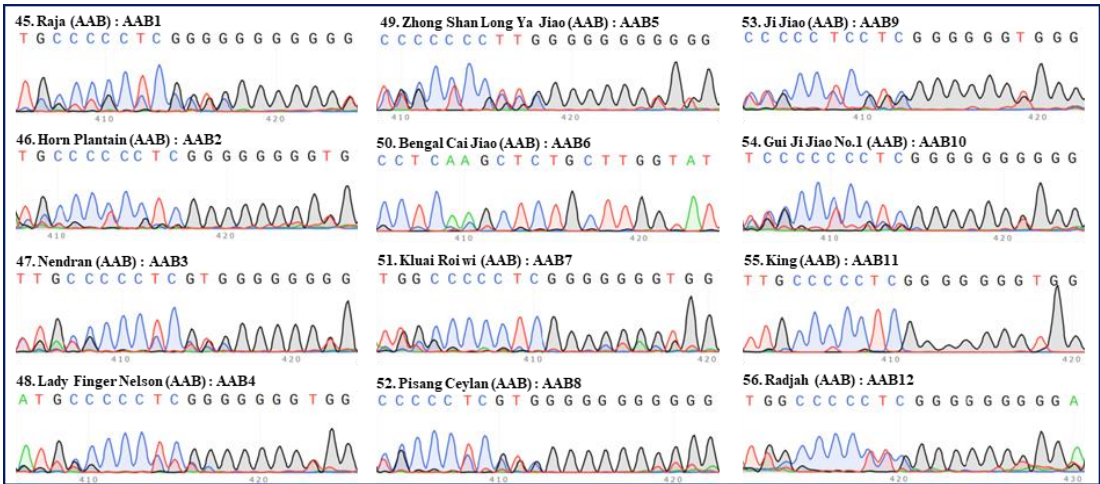 45. Raja (AAB) : AAB1
T G C C C C C T C G G G G G G G G G G G
410 420
46. Horn Plantain (AAB) : AAB2
T G C C C C C C T C G G G G G G G G T G
410 420
47. Nendran (AAB) : AAB3
T T G C C C C C T C G T G G G G G G G G
410 420
48. Lady Finger Nelson (AAB) : AAB4
A T G C C C C C T C G G G G G G G T G G
410 420
49. Zhong Shan Long Ya Jiao (AAB) : AAB5
C C C C C C C T T G G G G G G G G G G G
410 420
50. Bengal Cai Jiao (AAB) : AAB6
C C T C A A G C T C T G C T T G G T A T
410 420
51. Kluai Roi wi (AAB) : AAB7
T G G C C C C C T C G G G G G G G T G G
410 420
52. Pisang Ceylan (AAB) : AAB8
C C C C C T C G T G G G G G G G G G G G
410 420
53. Ji Jiao (AAB) : AAB9
C C C C C T C C T C G G G G G G T G G G
410 420
54. Gui Ji Jiao No.1 (AAB) : AAB10
T C C C C C C C T C G G G G G G G G G G
410 420
55. King (AAB) : AAB11
T T G C C C C C T C G G G G G G G T G G
410 420
56. Radjah (AAB) : AAB12
T G G C C C C C T C G G G G G G G G G A
420 430